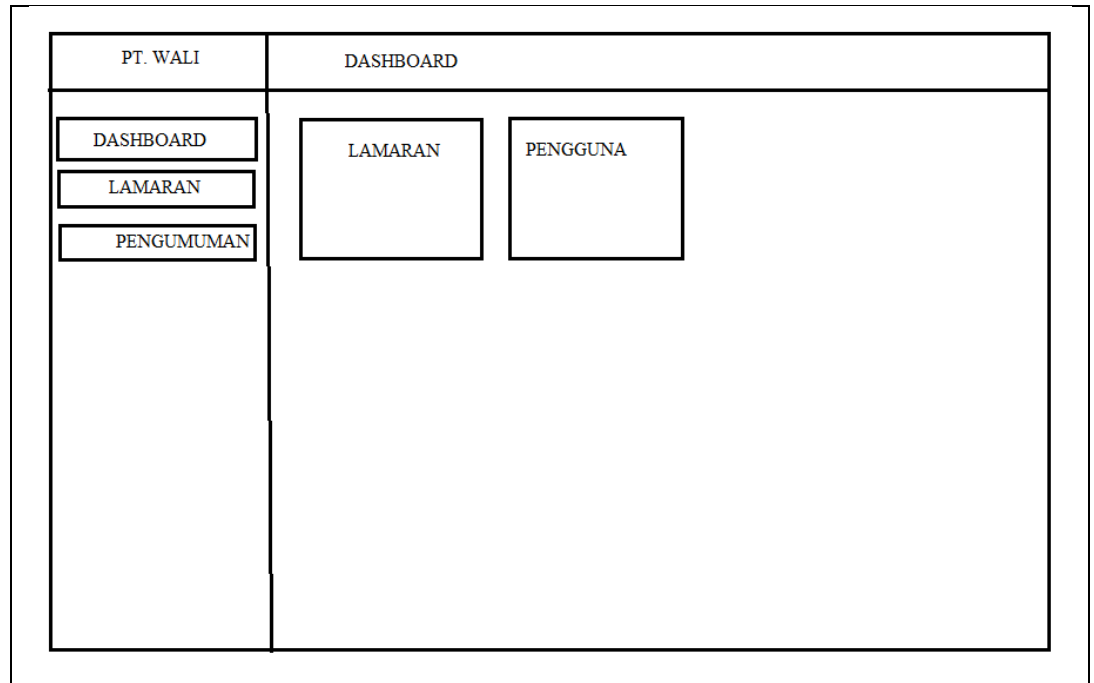 PT. WALI
DASHBOARD
DASHBOARD
LAMARAN
PENGUMUMAN
LAMARAN
PENGGUNA